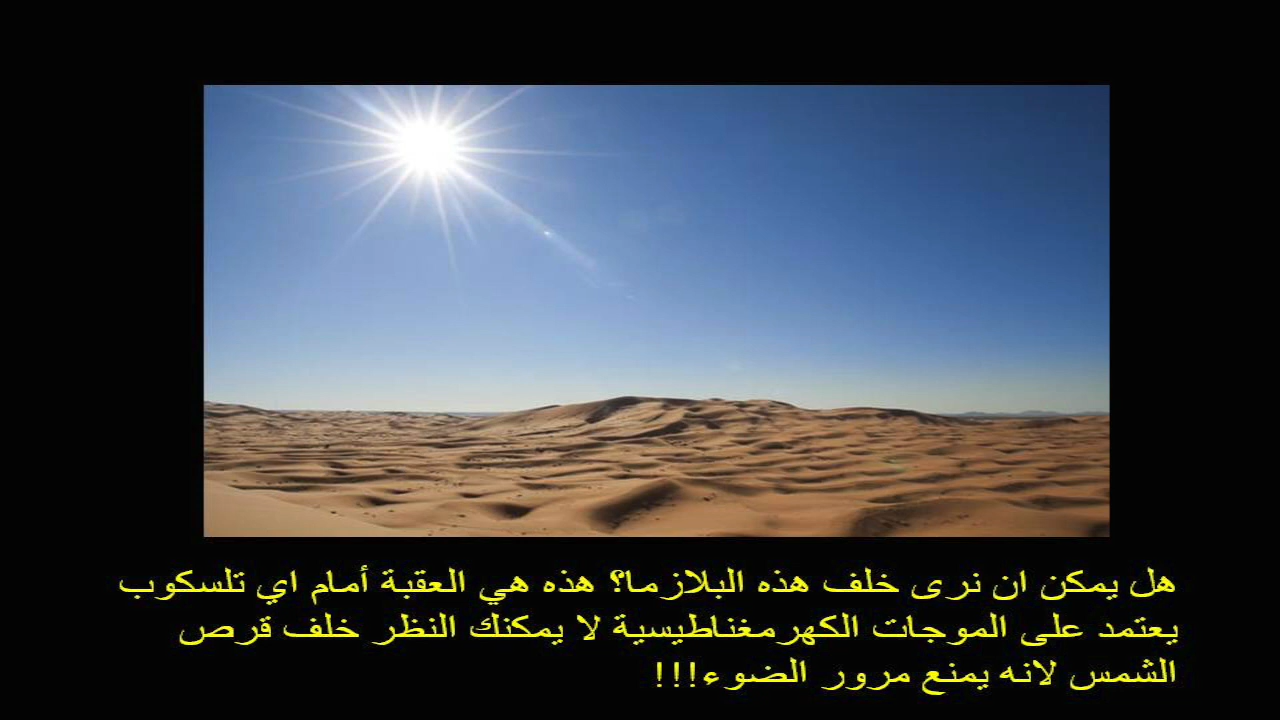 هل يمكن ان نرى خلف هذه البلازما؟ هذه هي العقبة أمام اي تلسكوب
يعتمد على الموجات الكهرمغناطيسية لا يمكنك النظر خلف قرص
الشمس لانه يمنع مرور الضوء!!!